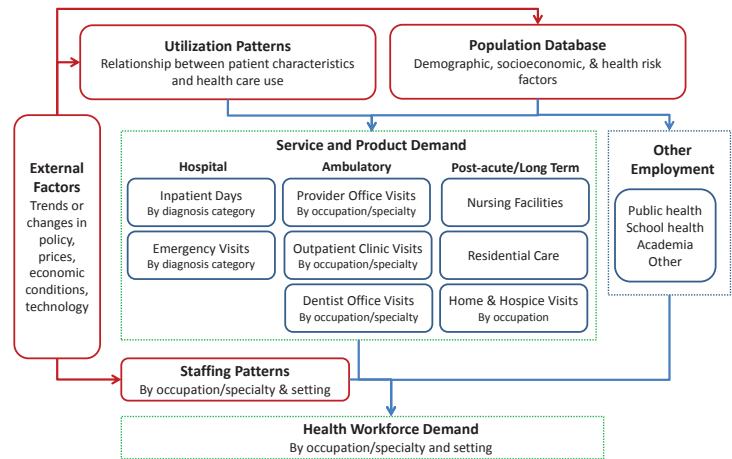 Utilization Patterns
Relationship between patient characteristics
and health care use
Population Database
Demographic, socioeconomic, & health risk
factors
External
Factors
Trends or
changes in
policy,
prices,
economic
conditions,
technology
Service and Product Demand
Hospital
Inpatient Days
By diagnosis category
Emergency Visits
By diagnosis category
Ambulatory
Provider Office Visits
By occupation/specialty
Outpatient Clinic Visits
By occupation/specialty
Dentist Office Visits
By occupation/specialty
Post-acute/Long Term
Nursing Facilities
Residential Care
Home & Hospice Visits
By occupation
Other
Employment
Public health
School health
Academia
Other
Staffing Patterns
By occupation/specialty & setting
Health Workforce Demand
By occupation/specialty and setting